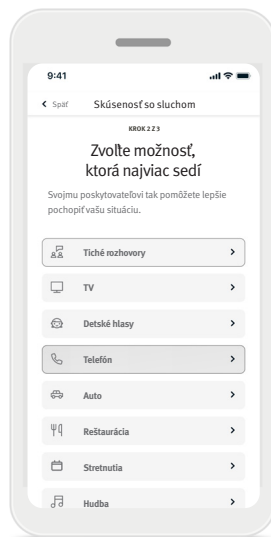 9:41
Späť
Skúsenosť so sluchom
KROK 2 Z 3
Zvoľte možnosť,
ktorá najviac sedí
Svojmu poskytovateľovi tak pomôžete lepšie
pochopiť vašu situáciu.
Tiché rozhovory
TV
Detské hlasy
Telefón
Auto
Reštaurácia
Stretnutia
Hudba